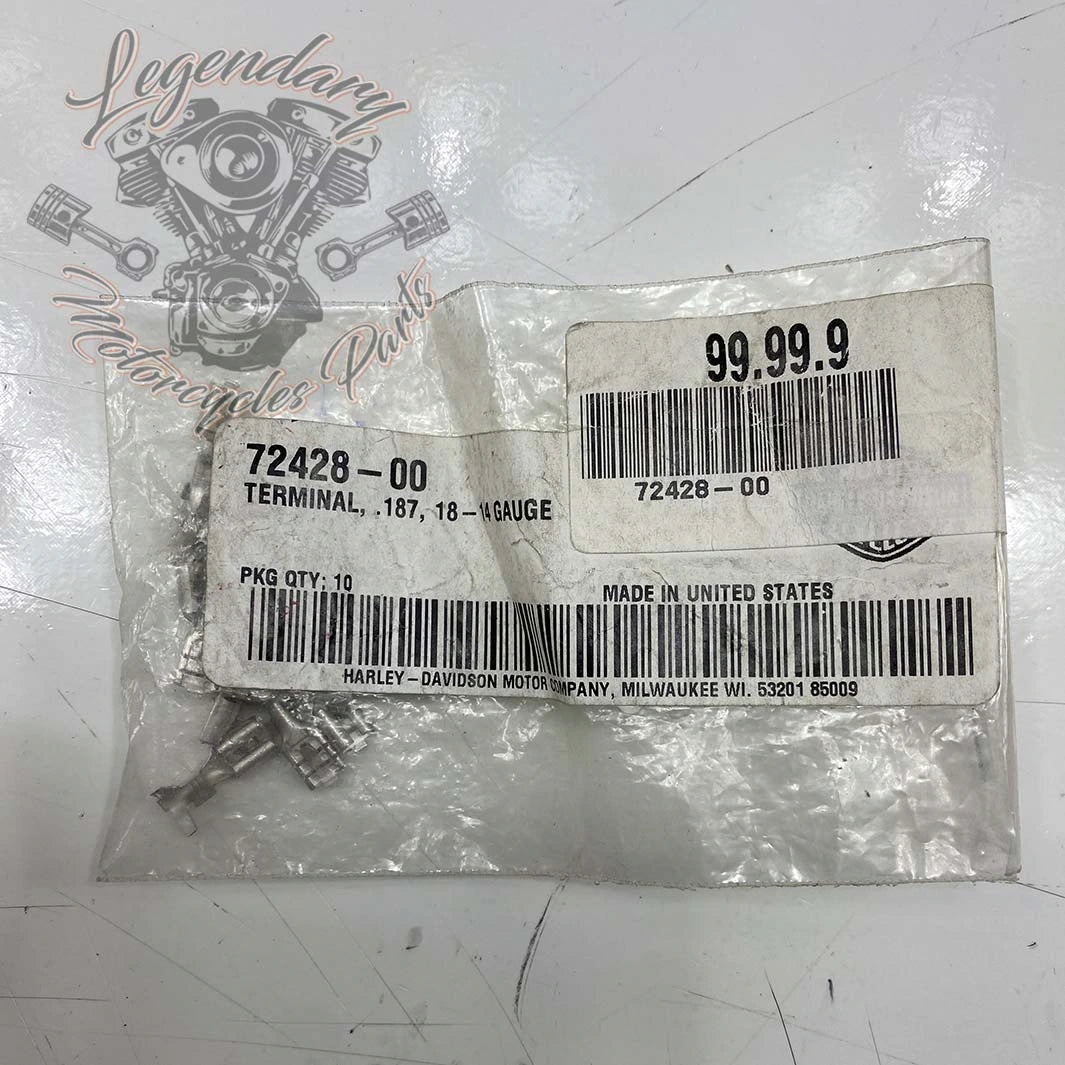 Legendary
Motorcycles Parts
99.99.9
72428-00
72428-00
TERMINAL, .187, 18-14 GAUGE
PKG QTY: 10
MADE IN UNITED STATES
HARLEY-DAVIDSON MOTOR COMPANY, MILWAUKEE WI. 53201 85009